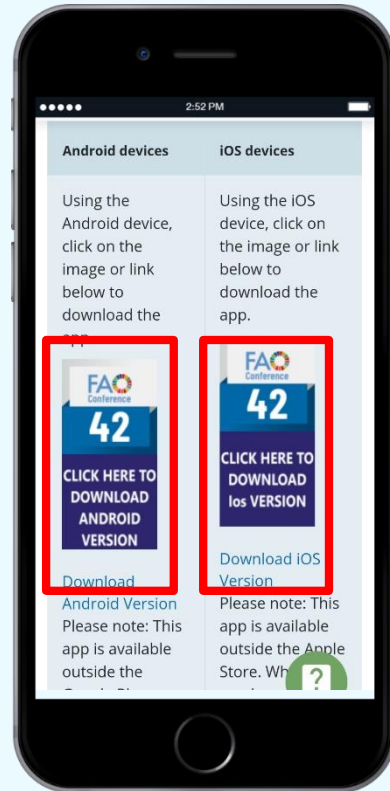 2:52 PM
Android devices
Using the
Android device,
click on the
image or link
below to
download the
app.
FAO
Conference
42
CLICK HERE TO
DOWNLOAD
ANDROID
VERSION
Download
Android Version
Please note: This
app is available
outside the
iOS devices
Using the iOS
device, click on
the image or link
below to
download the
app.
FAO
Conference
42
CLICK HERE TO
DOWNLOAD
Ios VERSION
Download iOS
Version
Please note: This
app is available
outside the Apple
Store.
?